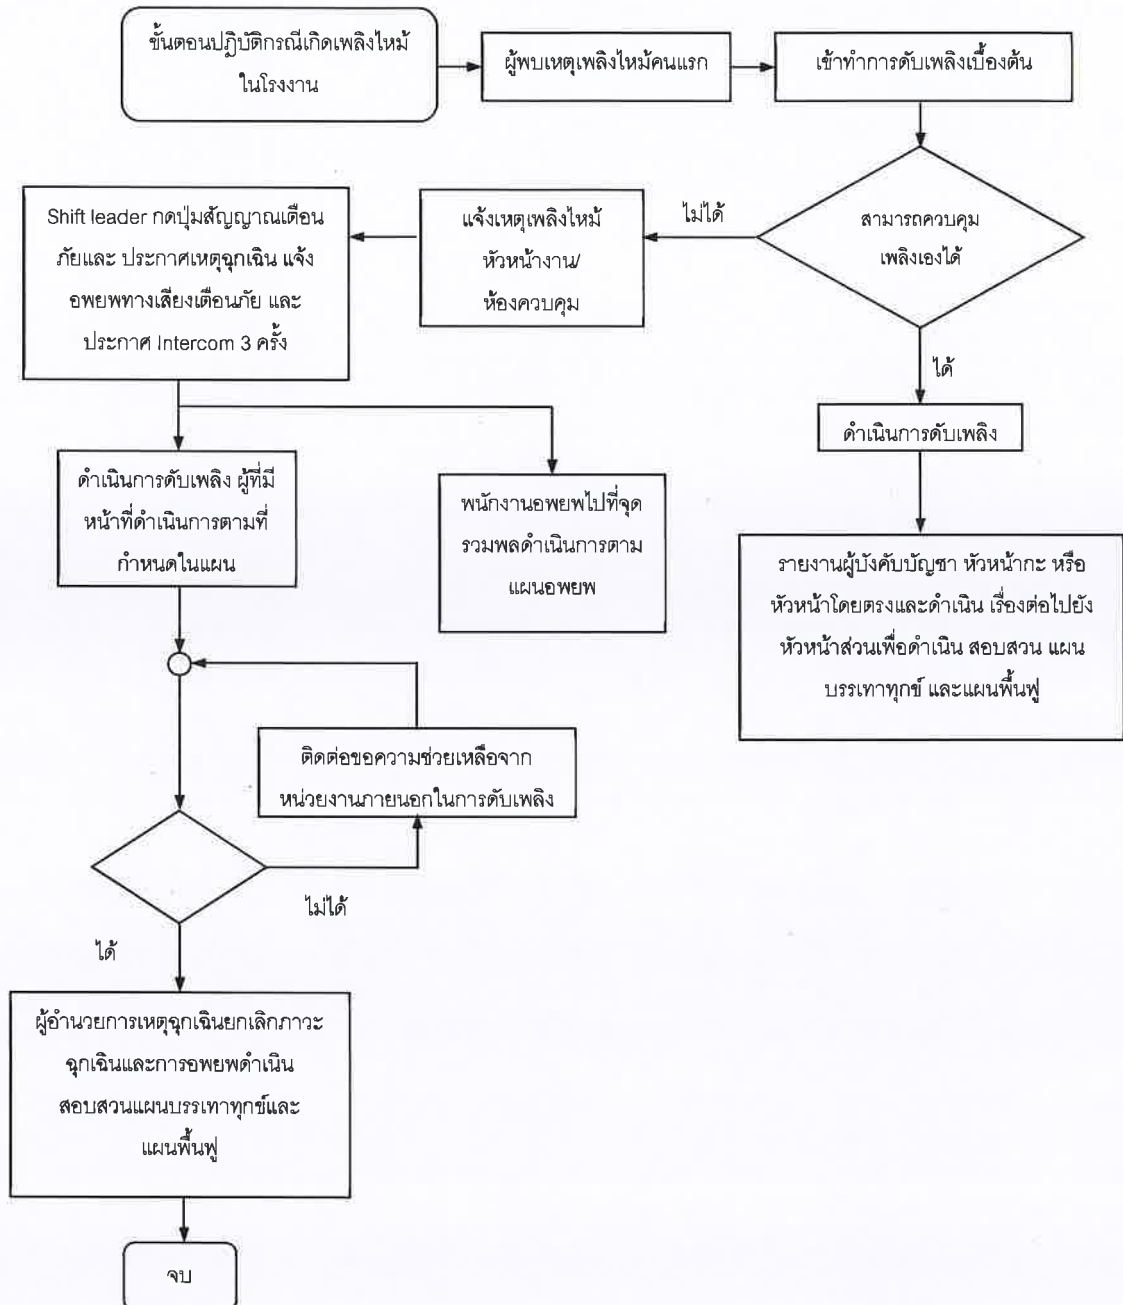 ขั้นตอนปฏิบัติกรณีเกิดเพลิงไหม้
ในโรงงาน
ผู้พบเหตุเพลิงไหม้คนแรก
เข้าทำการดับเพลิงเบื้องต้น
สามารถควบคุม
เพลิงเองได้
ไม่ได้
แจ้งเหตุเพลิงไหม้
หัวหน้างาน/
ห้องควบคุม
Shift leader กดปุ่มสัญญาณเตือน
ภัยและ ประกาศเหตุฉุกเฉิน แจ้ง
อพยพทางเสียงเตือนภัย และ
ประกาศ Intercom 3 ครั้ง
ได้
ดำเนินการดับเพลิง
รายงานผู้บังคับบัญชา หัวหน้ากะ หรือ
หัวหน้าโดยตรงและดำเนิน เรื่องต่อไปยัง
หัวหน้าส่วนเพื่อดำเนิน สอบสวน แผน
บรรเทาทุกข์ และแผนฟื้นฟู
ดำเนินการดับเพลิง ผู้ที่มี
หน้าที่ดำเนินการตามที่
กำหนดในแผน
พนักงานอพยพไปที่จุด
รวมพลดำเนินการตาม
แผนอพยพ
ติดต่อขอความช่วยเหลือจาก
หน่วยงานภายนอกในการดับเพลิง
ไม่ได้
ได้
ผู้อำนวยการเหตุฉุกเฉินยกเลิกภาวะ
ฉุกเฉินและการอพยพดำเนิน
สอบสวนแผนบรรเทาทุกข์และ
แผนฟื้นฟู
จบ